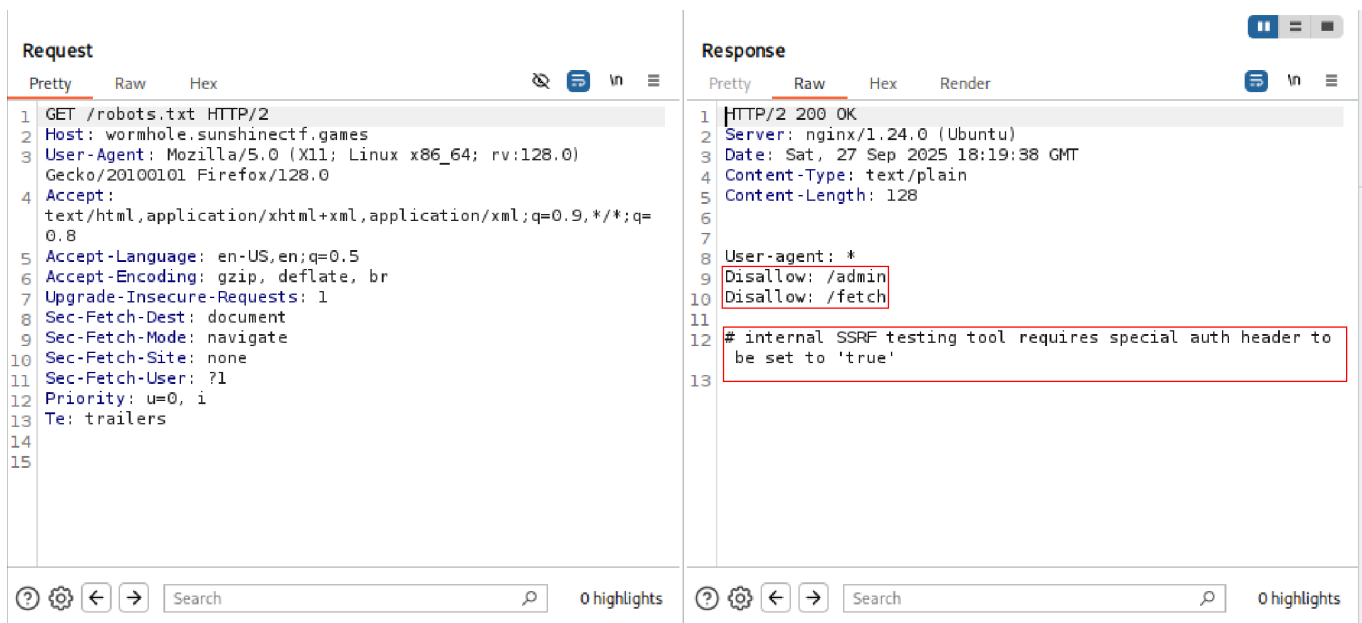 Request
Pretty Raw Hex \n
1 GET /robots.txt HTTP/2
2 Host: wormhole.sunshinectf.games
3 User-Agent: Mozilla/5.0 (X11; Linux x86_64; rv:128.0)
Gecko/20100101 Firefox/128.0
4 Accept:
text/html,application/xhtml+xml,application/xml;q=0.9,*/*;q=
0.8
5 Accept-Language: en-US,en;q=0.5
6 Accept-Encoding: gzip, deflate, br
7 Upgrade-Insecure-Requests: 1
8 Sec-Fetch-Dest: document
9 Sec-Fetch-Mode: navigate
10 Sec-Fetch-Site: none
11 Sec-Fetch-User: ?1
12 Priority: u=0, i
13 Te: trailers
14
15
Search
0 highlights
Response
Pretty Raw Hex Render \n
1 HTTP/2 200 OK
2 Server: nginx/1.24.0 (Ubuntu)
3 Date: Sat, 27 Sep 2025 18:19:38 GMT
4 Content-Type: text/plain
5 Content-Length: 128
6
7
8 User-agent: *
9 Disallow: /admin
10 Disallow: /fetch
11
12 # internal SSRF testing tool requires special auth header to
be set to 'true'
13
Search
0 highlights